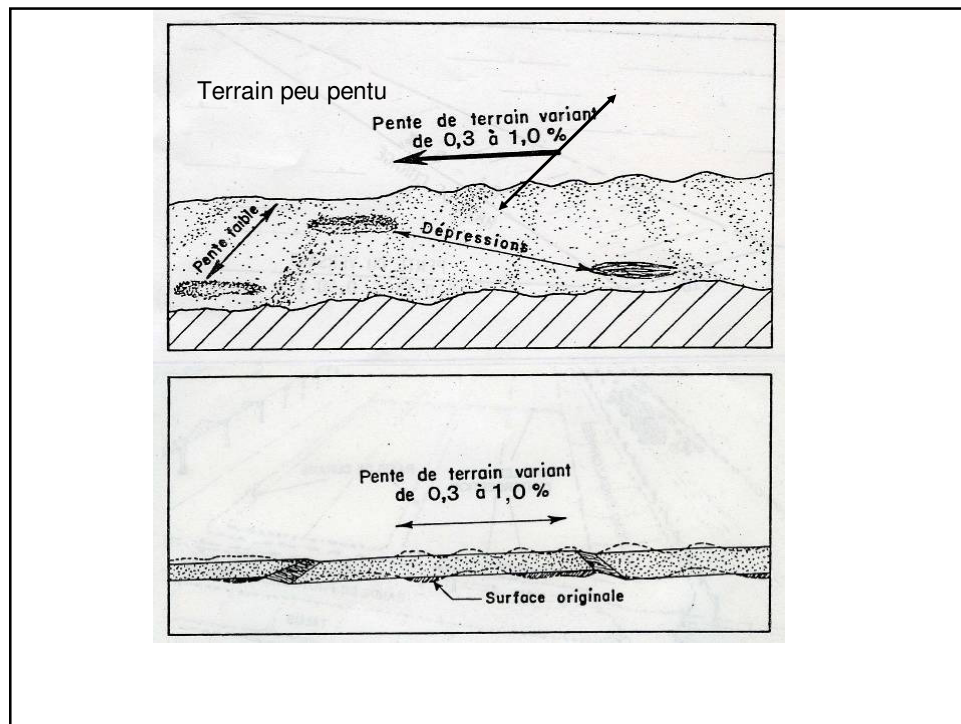 Terrain peu pentu
Pente de terrain variant
de 0,3 à 1,0 %
Pente faible
Dépressions
Pente de terrain variant
de 0,3 à 1,0 %
Surface originale